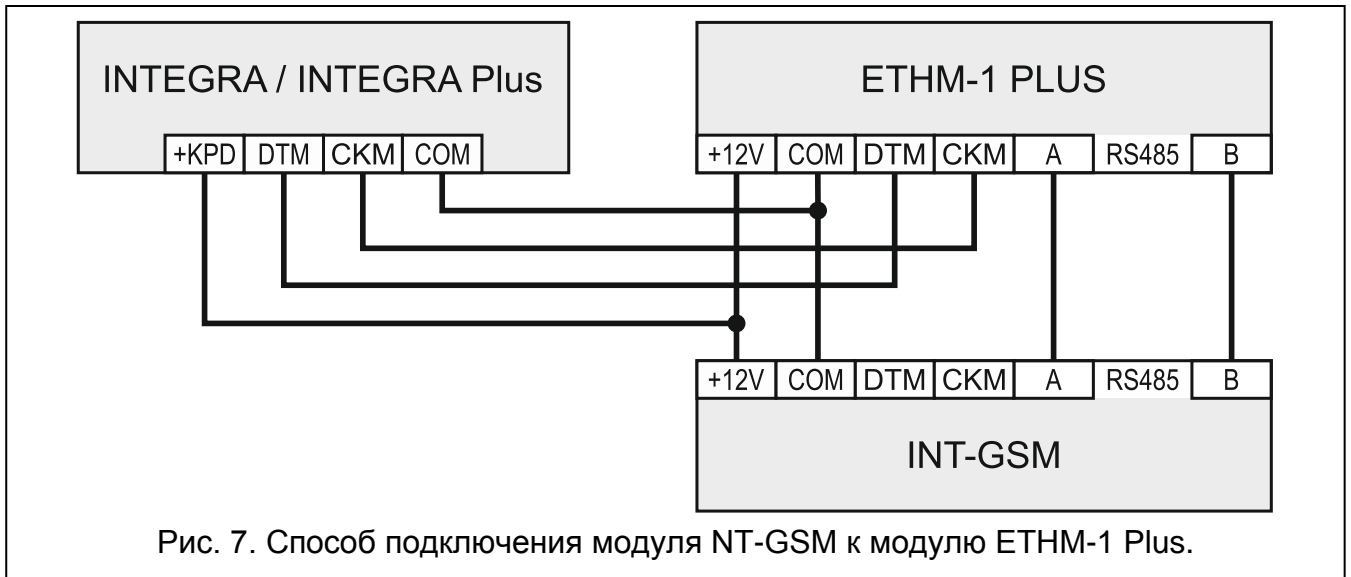 INTEGRA / INTEGRA Plus
+KPD DTM CKM COM
ETHM-1 PLUS
+12V COM DTM CKM A RS485 B
+12V COM DTM CKM A RS485 B
INT-GSM
Рис. 7. Способ подключения модуля NT-GSM к модулю ETHM-1 Plus.